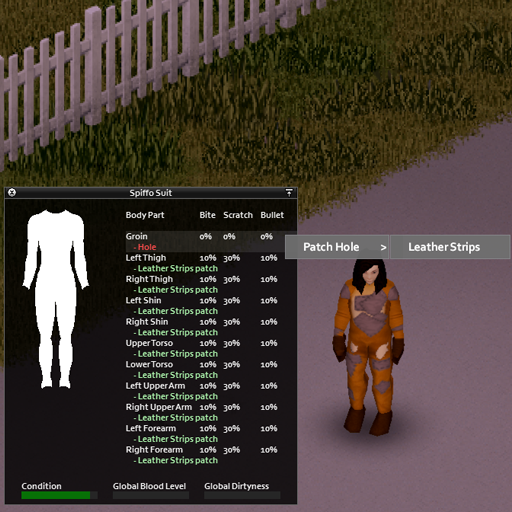 Spiffo Suit
Body Part Bite Scratch Bullet
Groin 0% 0% 0%
- Hole
Left Thigh 10% 30% 10%
- Leather Strips patch
Right Thigh 10% 30% 10%
- Leather Strips patch
Left Shin 10% 30% 10%
- Leather Strips patch
Right Shin 10% 30% 10%
- Leather Strips patch
Upper Torso 10% 30% 10%
- Leather Strips patch
Lower Torso 10% 30% 10%
- Leather Strips patch
Left Upper Arm 10% 30% 10%
- Leather Strips patch
Right Upper Arm 10% 30% 10%
- Leather Strips patch
Left Forearm 10% 30% 10%
- Leather Strips patch
Right Forearm 10% 30% 10%
- Leather Strips patch
Condition Global Blood Level Global Dirtyness
Patch Hole > Leather Strips